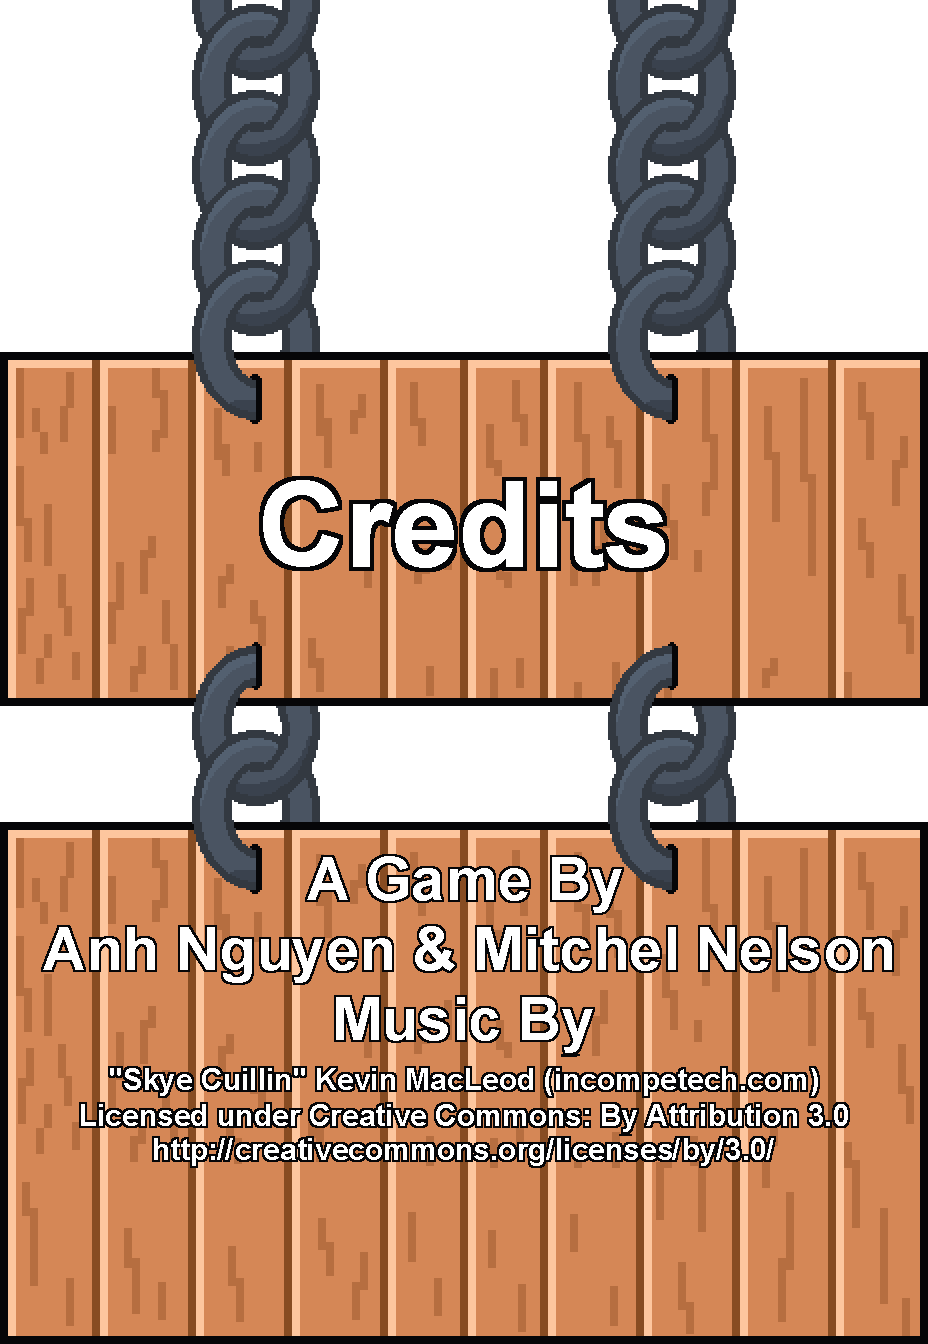 Credits
A Game By
Anh Nguyen & Mitchel Nelson
Music By
"Skye Cuillin" Kevin MacLeod (incompetech.com)
Licensed under Creative Commons: By Attribution 3.0
http://creativecommons.org/licenses/by/3.0/